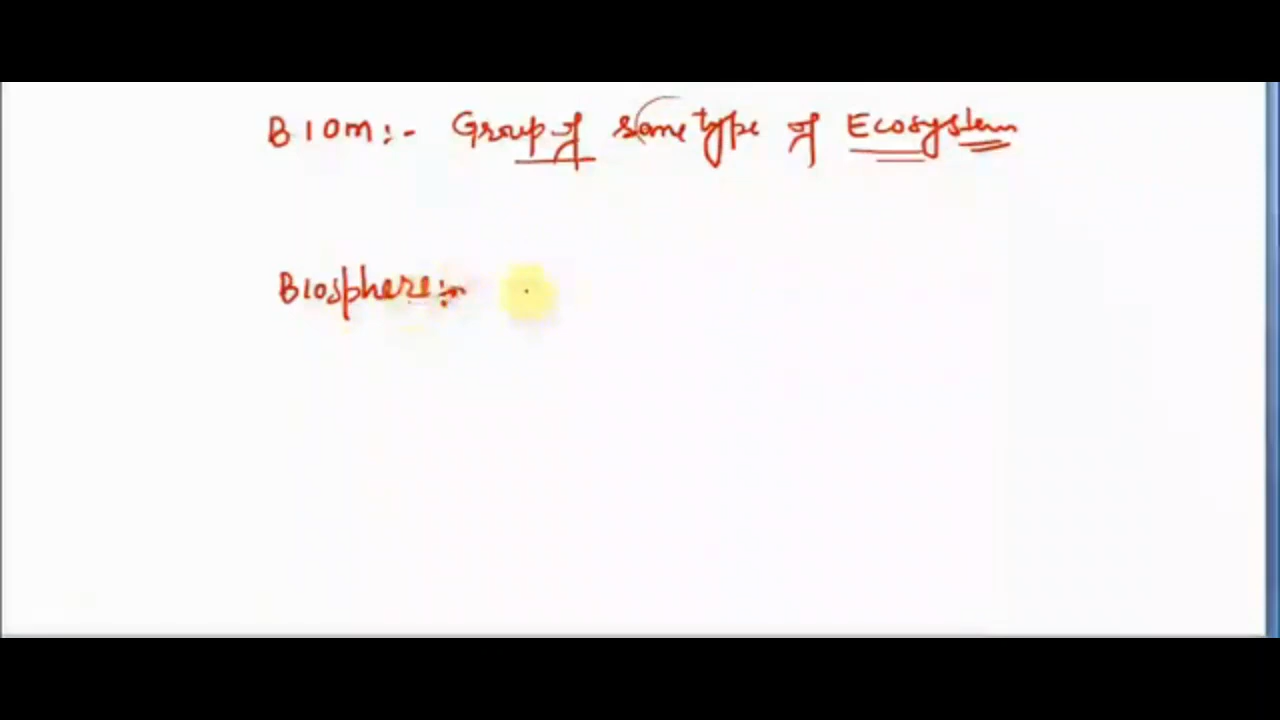 BIOm:- Group of same type of Ecosystem
Biosphere:-